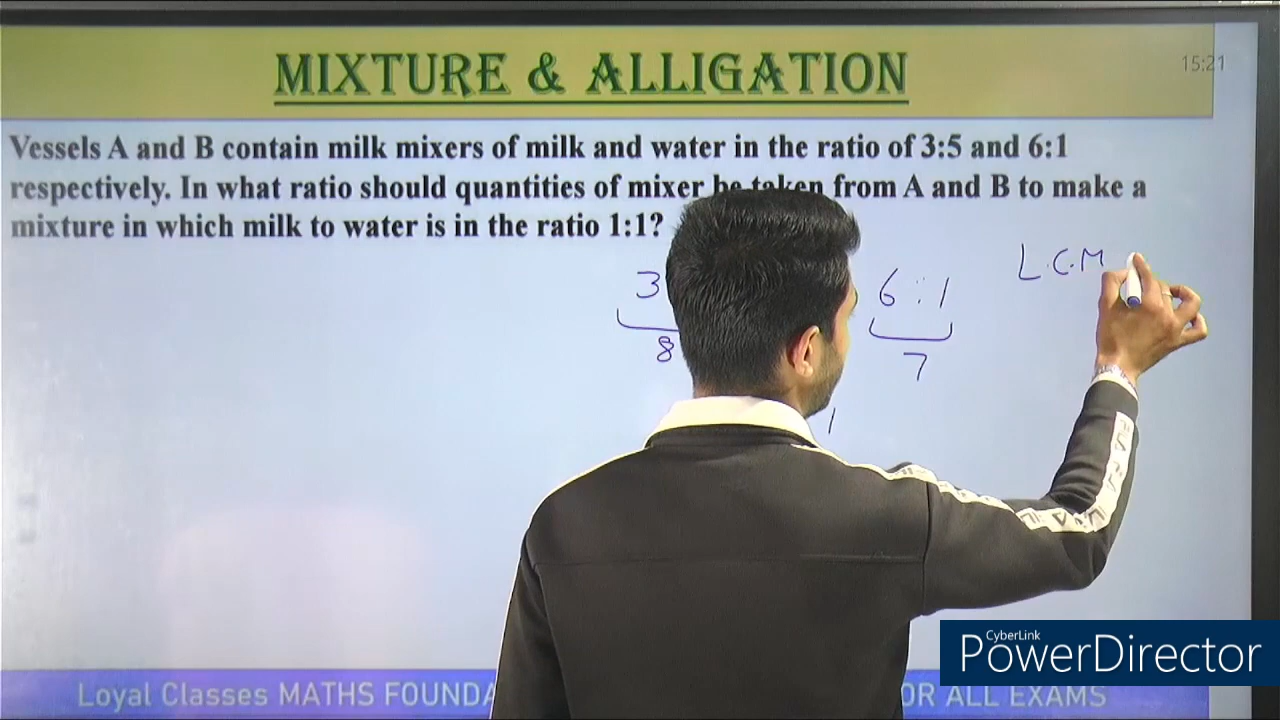 MIXTURE & ALLIGATION
15:21
Vessels A and B contain milk mixers of milk and water in the ratio of 3:5 and 6:1
respectively. In what ratio should quantities of mixer be taken from A and B to make a
mixture in which milk to water is in the ratio 1:1?
L.C.M
3 6:1
8 7
1
CyberLink
PowerDirector
Loyal Classes MATHS OR ALL EXAMS